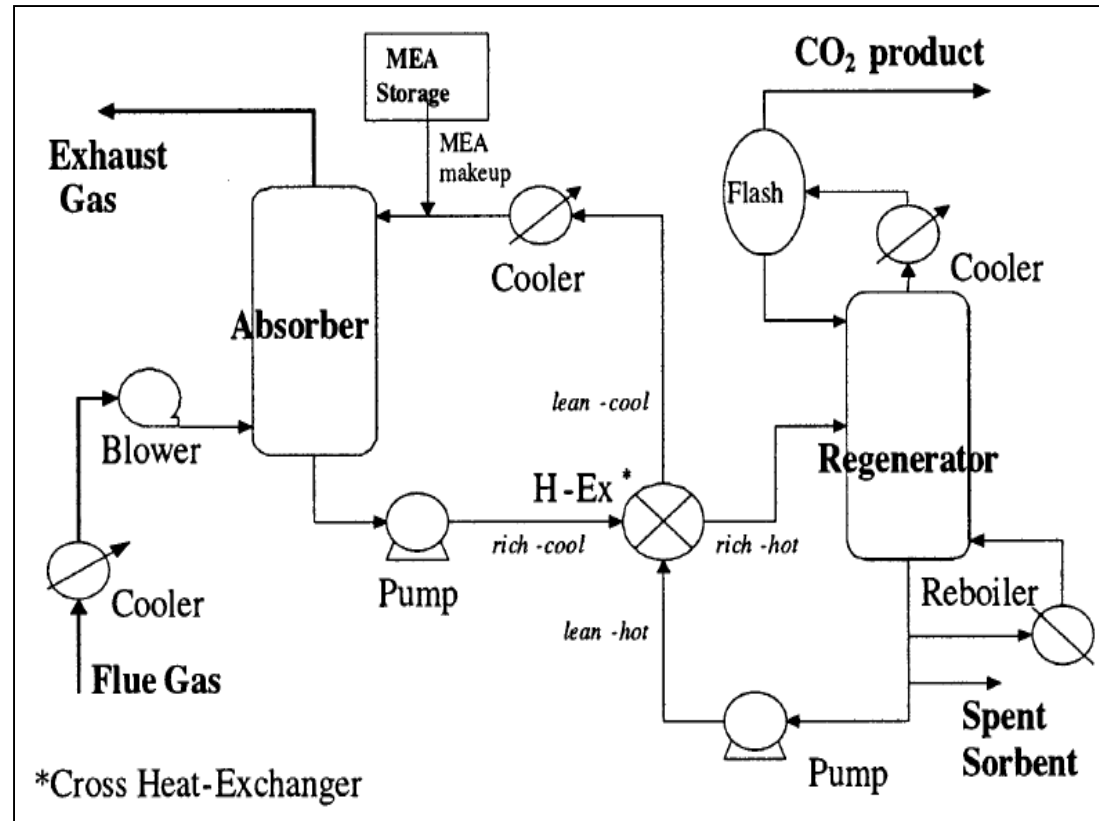 MEA
Storage
CO₂ product
Exhaust
Gas
MEA
makeup
Flash
Cooler
Cooler
Absorber
lean -cool
Blower
H-Ex *
Regenerator
rich -cool
rich -hot
Pump
Cooler
Reboiler
lean -hot
Flue Gas
Spent
Sorbent
Pump
*Cross Heat-Exchanger